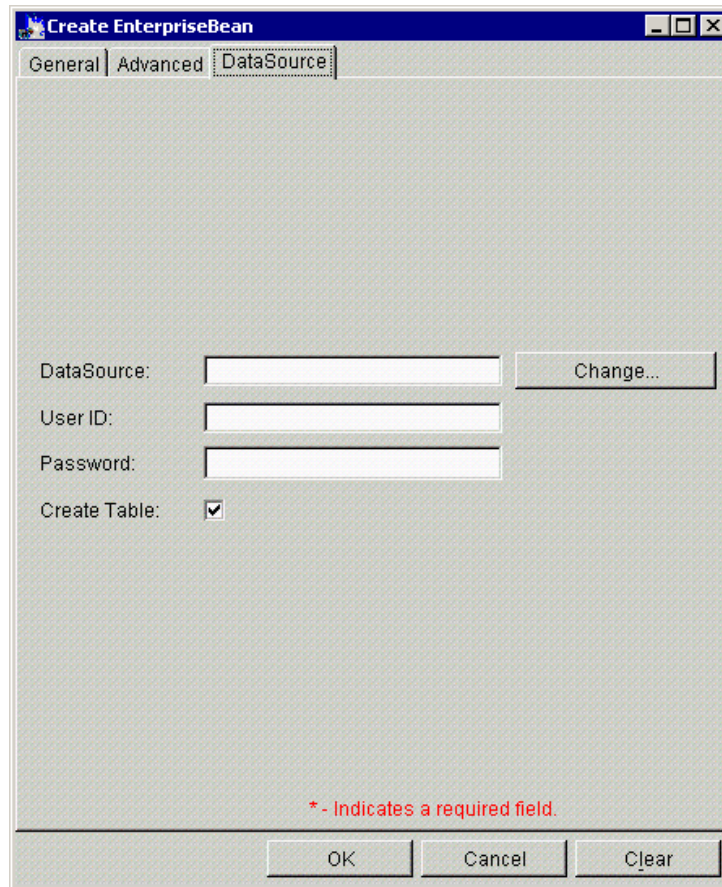 Create EnterpriseBean
General Advanced DataSource
DataSource: Change...
User ID:
Password:
Create Table:
* - Indicates a required field.
OK Cancel Clear